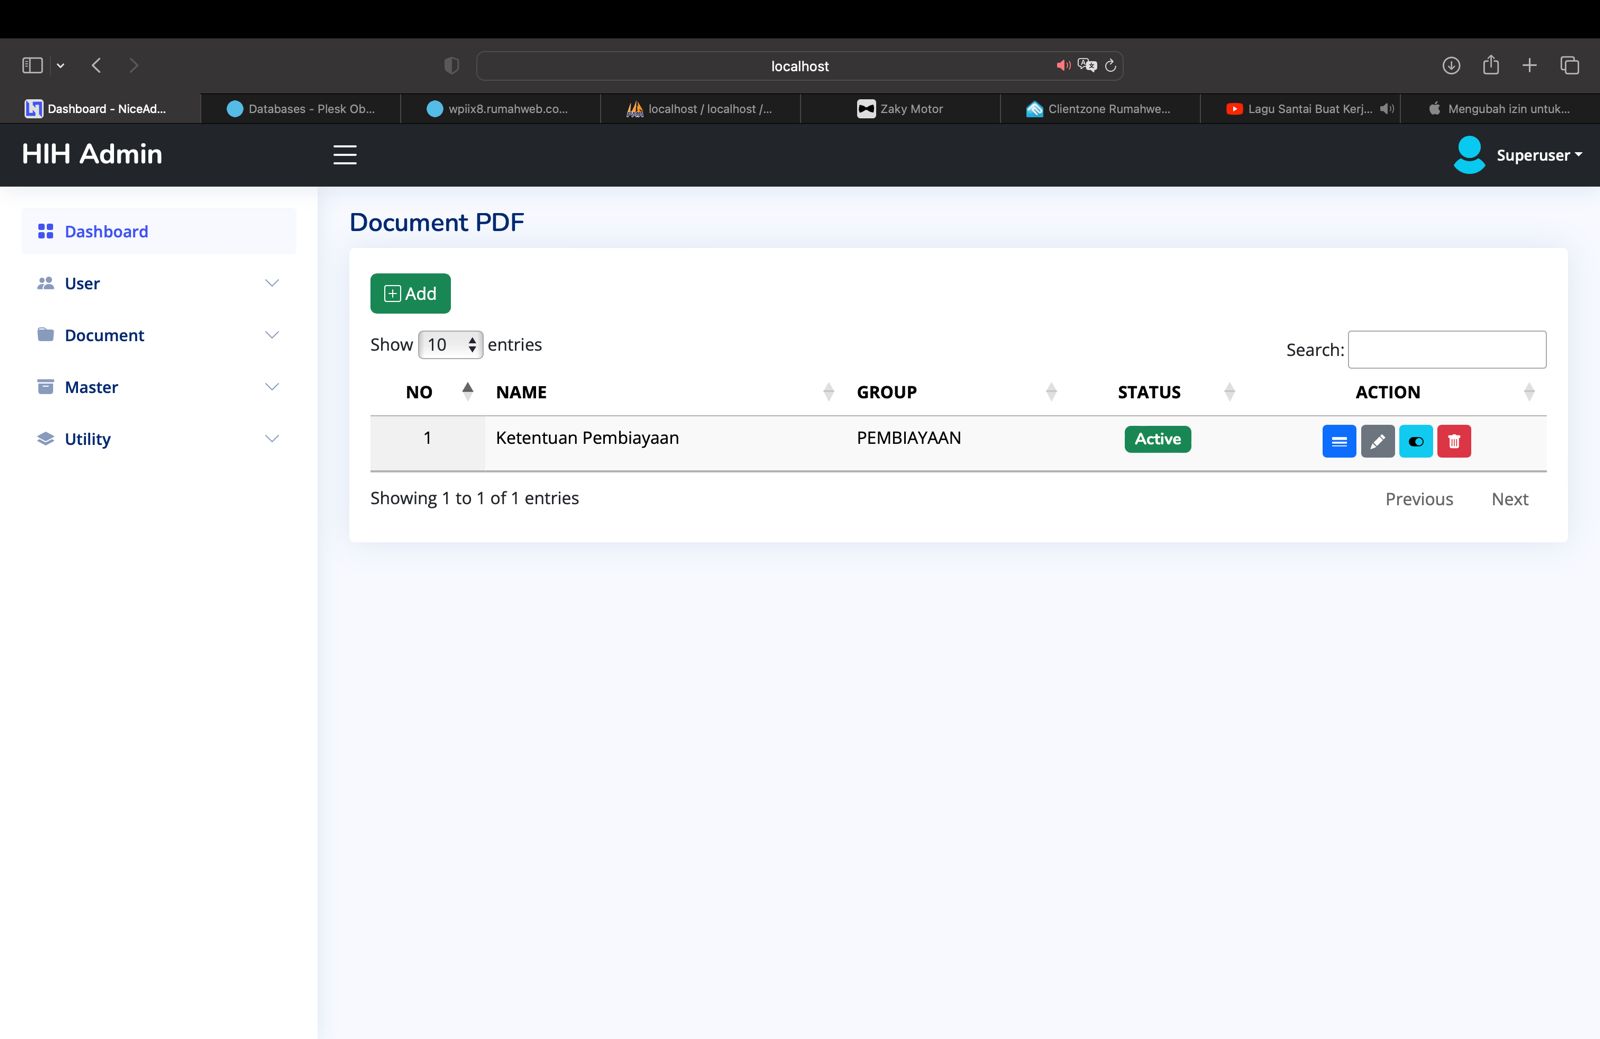 localhost
Dashboard - NiceAd...
Databases - Plesk Ob...
wpiix8.rumahweb.co...
localhost / localhost /...
Zaky Motor
Clientzone Rumahwe...
Lagu Santai Buat Kerj...
Mengubah izin untuk...
HIH Admin
Superuser
Dashboard
User
Document
Master
Utility
Document PDF
Add
Show 10 entries
Search:
NO NAME GROUP STATUS ACTION
1 Ketentuan Pembiayaan PEMBIAYAAN Active
Showing 1 to 1 of 1 entries
Previous Next